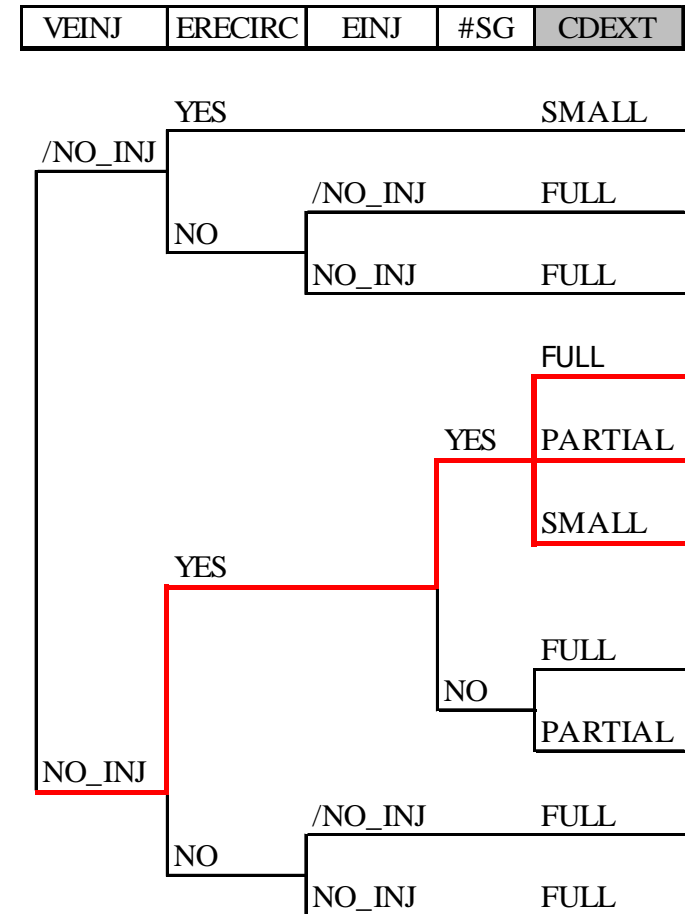 VEINJ ERECIRC EINJ #SG CDEXT
YES SMALL
/NO_INJ
/NO_INJ FULL
NO
NO_INJ FULL
FULL
YES PARTIAL
SMALL
YES
FULL
NO
PARTIAL
NO_INJ
/NO_INJ FULL
NO
NO_INJ FULL